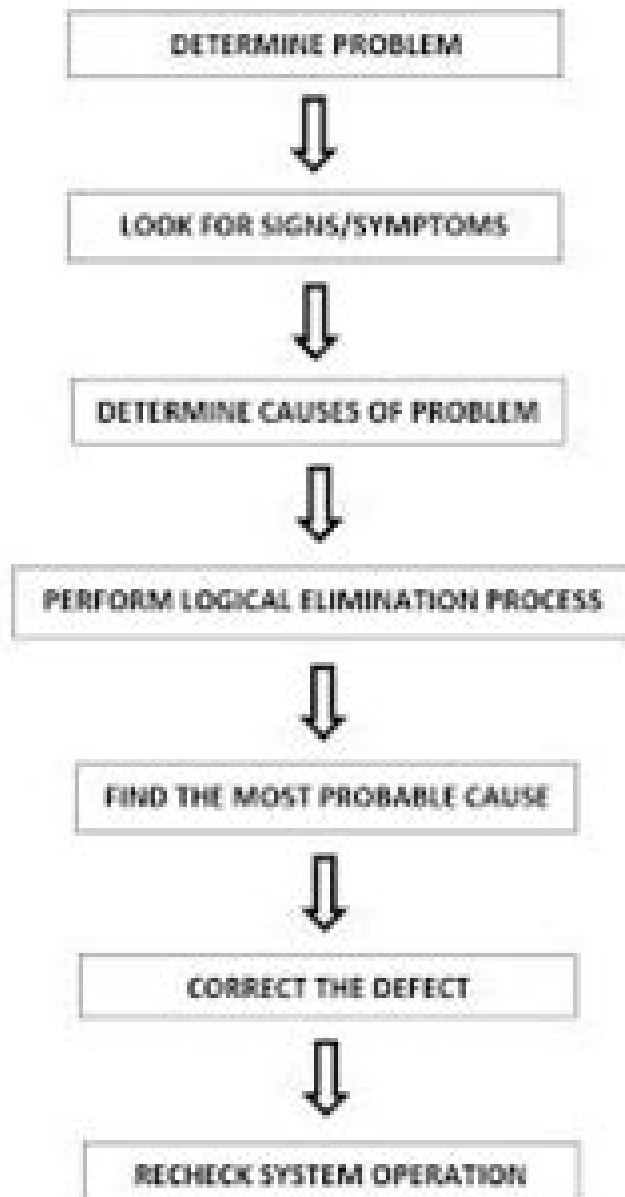 DETERMINE PROBLEM
LOOK FOR SIGNS/SYMPTOMS
DETERMINE CAUSES OF PROBLEM
PERFORM LOGICAL ELIMINATION PROCESS
FIND THE MOST PROBABLE CAUSE
CORRECT THE DEFECT
RECHECK SYSTEM OPERATION